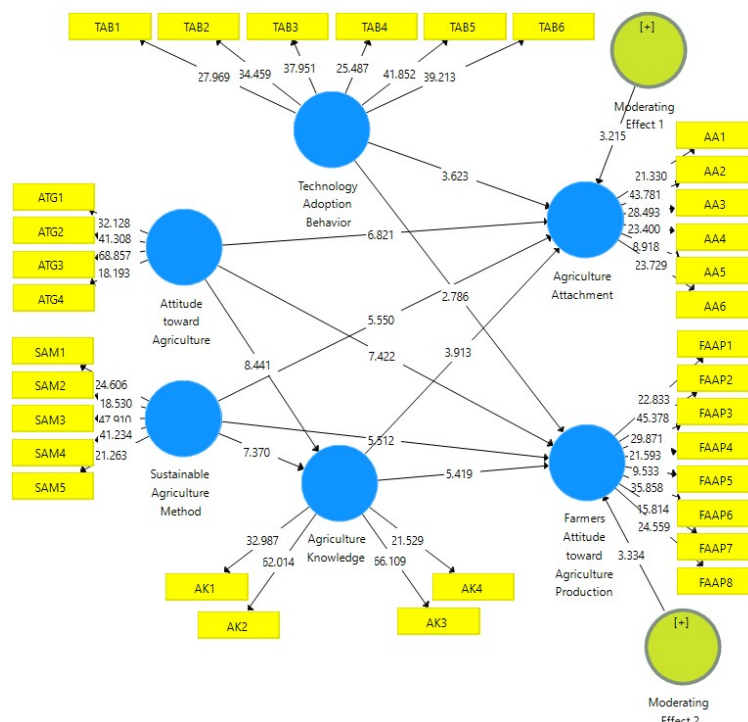 TAB1
TAB2
TAB3
TAB4
TAB5
TAB6
27.969
34.459
37.951
25.487
41.852
39.213
[+]
Moderating
Effect 1
3.215
Technology
Adoption
Behavior
3.623
AA1
AA2
AA3
AA4
AA5
AA6
21.330
43.781
28.493
23.400
8.918
23.729
Agriculture
Attachment
ATG1
ATG2
ATG3
ATG4
32.128
41.308
68.857
18.193
Attitude
toward
Agriculture
6.821
2.786
5.550
3.913
7.422
8.441
SAM1
SAM2
SAM3
SAM4
SAM5
24.606
18.530
47.910
41.234
21.263
Sustainable
Agriculture
Method
7.370
5.512
5.419
Agriculture
Knowledge
32.987
62.014
66.109
21.529
AK1
AK2
AK3
AK4
FAAP1
FAAP2
FAAP3
FAAP4
FAAP5
FAAP6
FAAP7
FAAP8
22.833
45.378
29.871
21.593
9.533
35.858
15.814
24.559
Farmers
Attitude
toward
Agriculture
Production
3.334
[+]
Moderating
Effect 2